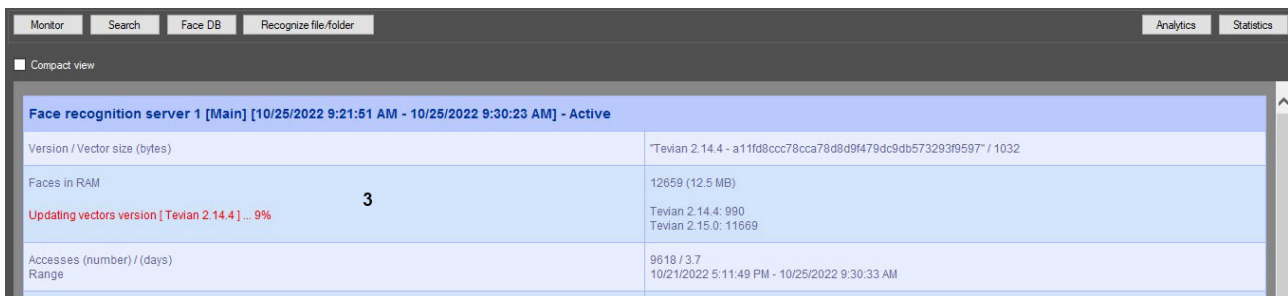 Monitor Search Face DB Recognize file/folder Analytics Statistics
Compact view
Face recognition server 1 [Main] [10/25/2022 9:21:51 AM - 10/25/2022 9:30:23 AM] - Active
Version / Vector size (bytes) "Tevian 2.14.4 - a11fd8ccc78cca78d8d9f479dc9db573293f9597" / 1032
Faces in RAM 12659 (12.5 MB)
3
Updating vectors version [ Tevian 2.14.4 ] ... 9% Tevian 2.14.4: 990
Tevian 2.15.0: 11669
Accesses (number) / (days) 9618 / 3.7
Range 10/21/2022 5:11:49 PM - 10/25/2022 9:30:33 AM